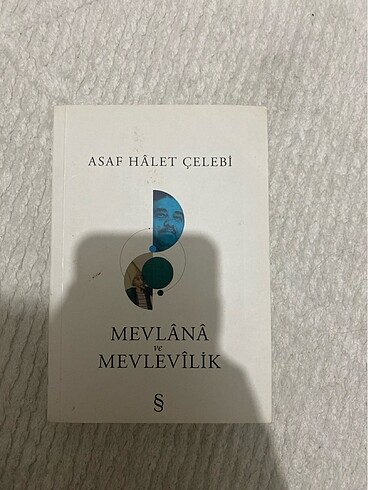 ASAF HÂLET ÇELEBİ
MEVLÂNÂ
ve
MEVLEVÎLİK
§